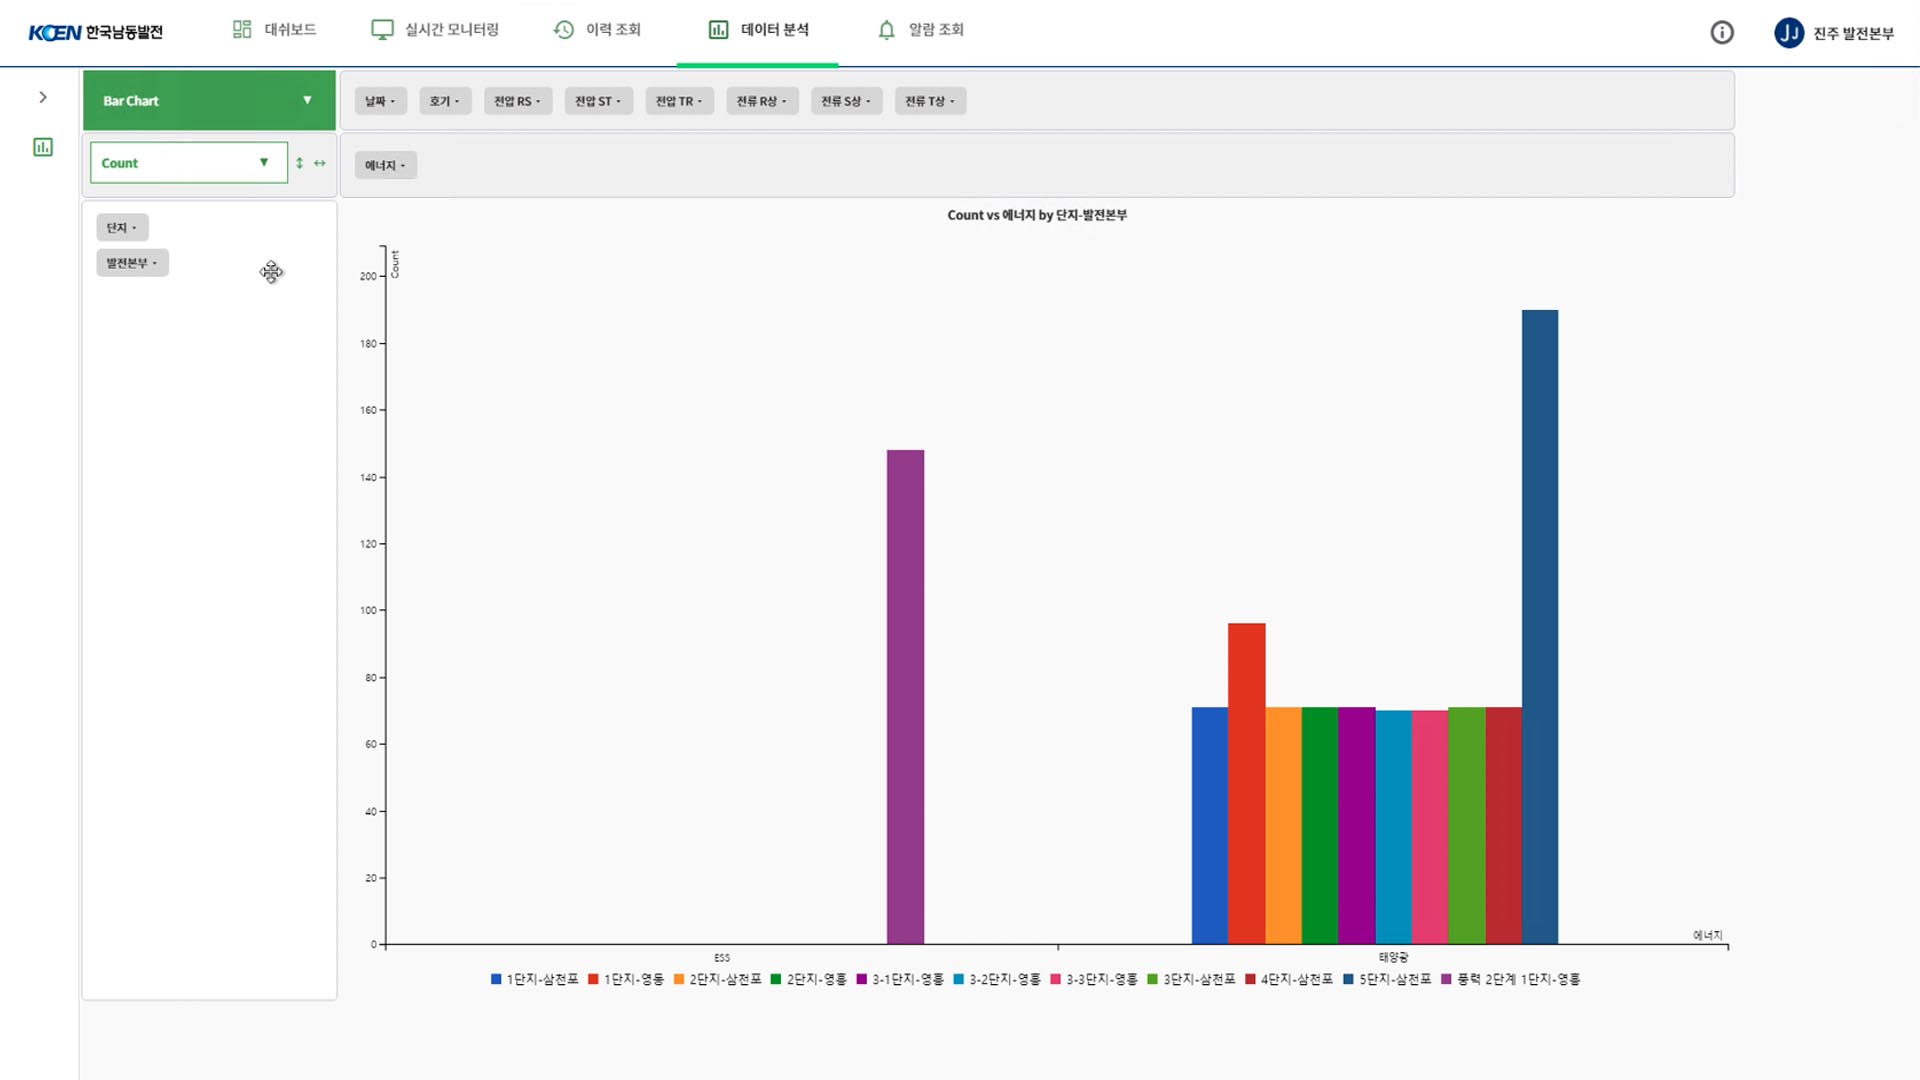 KOEN 한국남동발전 대쉬보드 실시간 모니터링 이력 조회 데이터 분석 알람 조회 JJ 진주 발전본부
Bar Chart ▼ 날짜 호기 전압 RS 전압 ST 전압 TR 전류 R상 전류 S상 전류 T상
Count ▼ ↕ ↔ 에너지
단지
발전본부
Count vs 에너지 by 단지-발전본부
Count
200
180
160
140
120
100
80
60
40
20
0
에너지
ESS 태양광
1단지-삼천포 1단지-영동 2단지-삼천포 2단지-영흥 3-1단지-영흥 3-2단지-영흥 3-3단지-영흥 3단지-삼천포 4단지-삼천포 5단지-삼천포 풍력 2단계 1단지-영흥